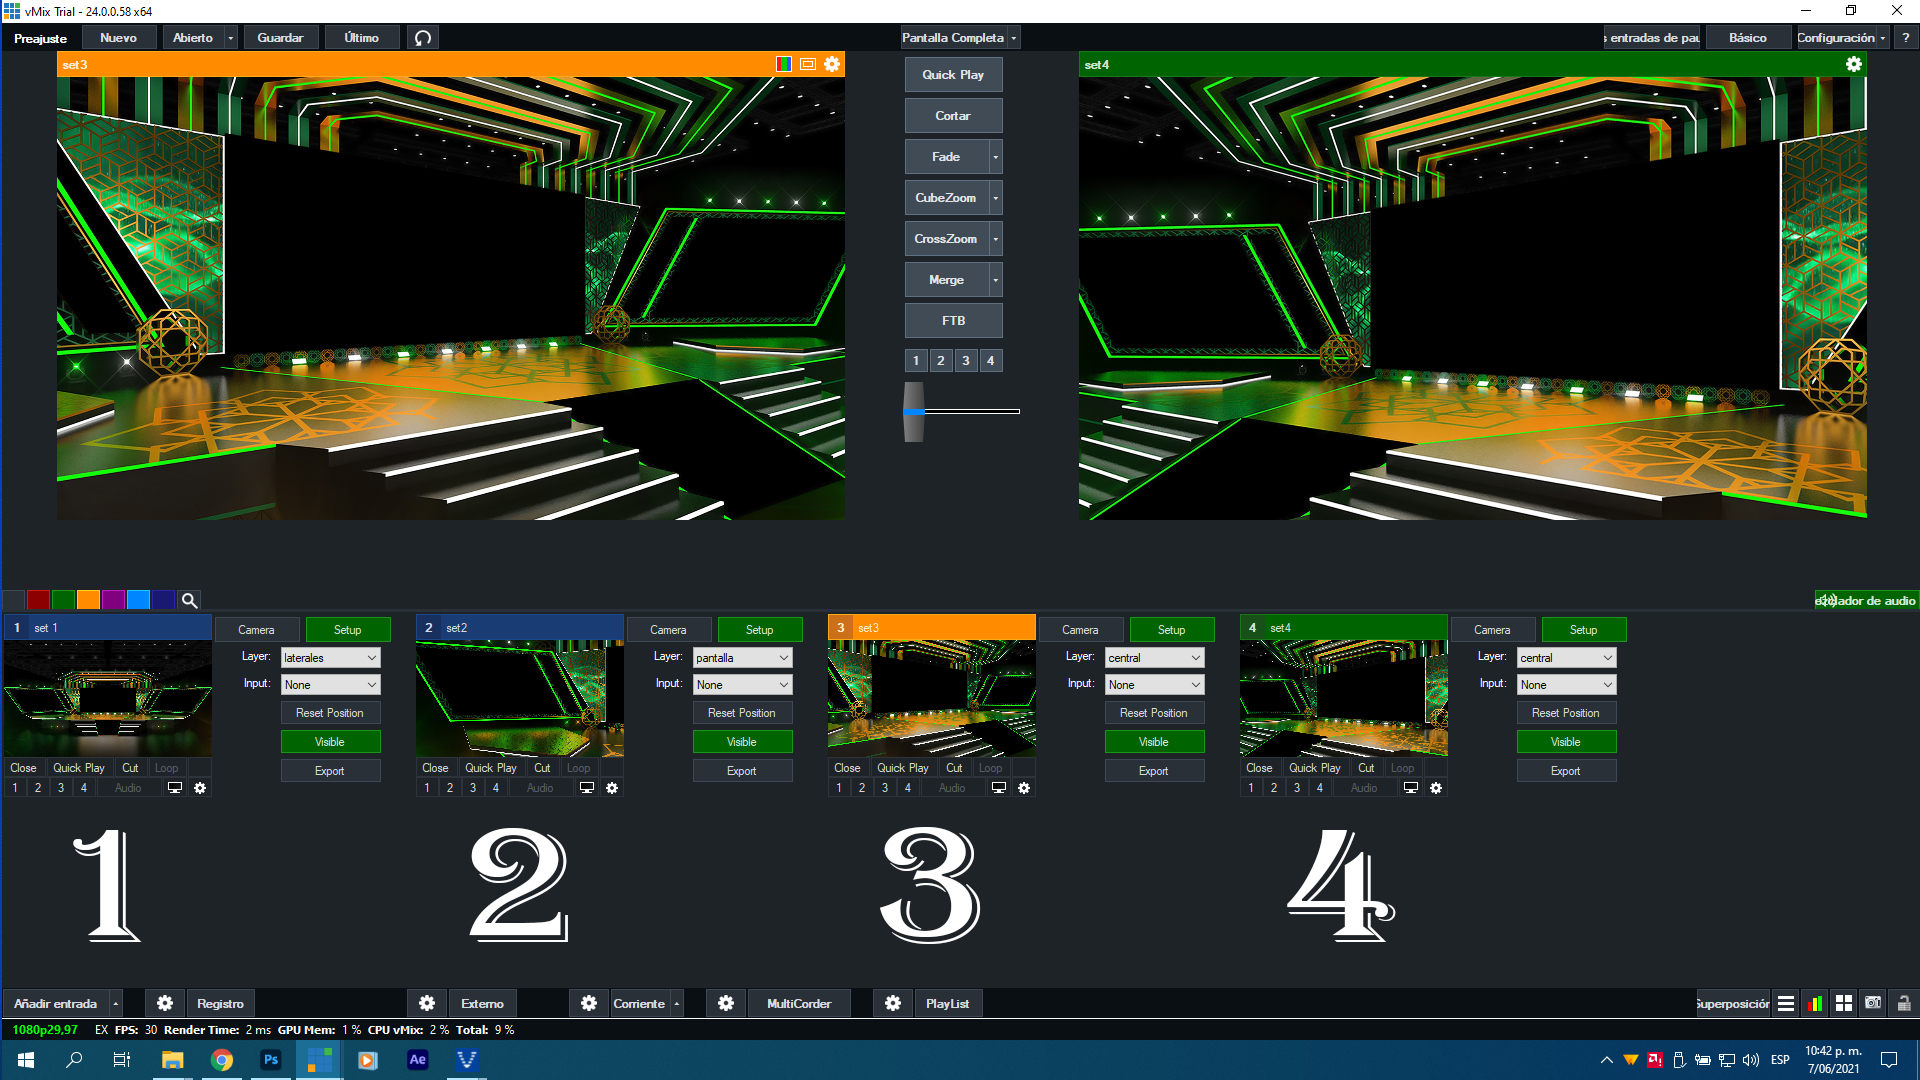 vMix Trial - 24.0.0.58 x64
Preajuste Nuevo Abierto Guardar Último Pantalla Completa s entradas de pau Básico Configuración ?
set3
set4
Quick Play
Cortar
Fade
CubeZoom
CrossZoom
Merge
FTB
1 2 3 4
ezclador de audio
1 set 1 Camera Setup 2 set2 Camera Setup 3 set3 Camera Setup 4 set4 Camera Setup
Layer: laterales Layer: pantalla Layer: central Layer: central
Input: None Input: None Input: None Input: None
Reset Position Reset Position Reset Position Reset Position
Visible Visible Visible Visible
Close Quick Play Cut Loop Export Close Quick Play Cut Loop Export Close Quick Play Cut Loop Export Close Quick Play Cut Loop Export
1 2 3 4 Audio 1 2 3 4 Audio 1 2 3 4 Audio 1 2 3 4 Audio
1 2 3 4
Añadir entrada Registro Externo Corriente MultiCorder PlayList Superposición
1080p29,97 EX FPS: 30 Render Time: 2 ms GPU Mem: 1 % CPU vMix: 2 % Total: 9 %
Ps Ae V ESP 10:42 p. m.
7/06/2021